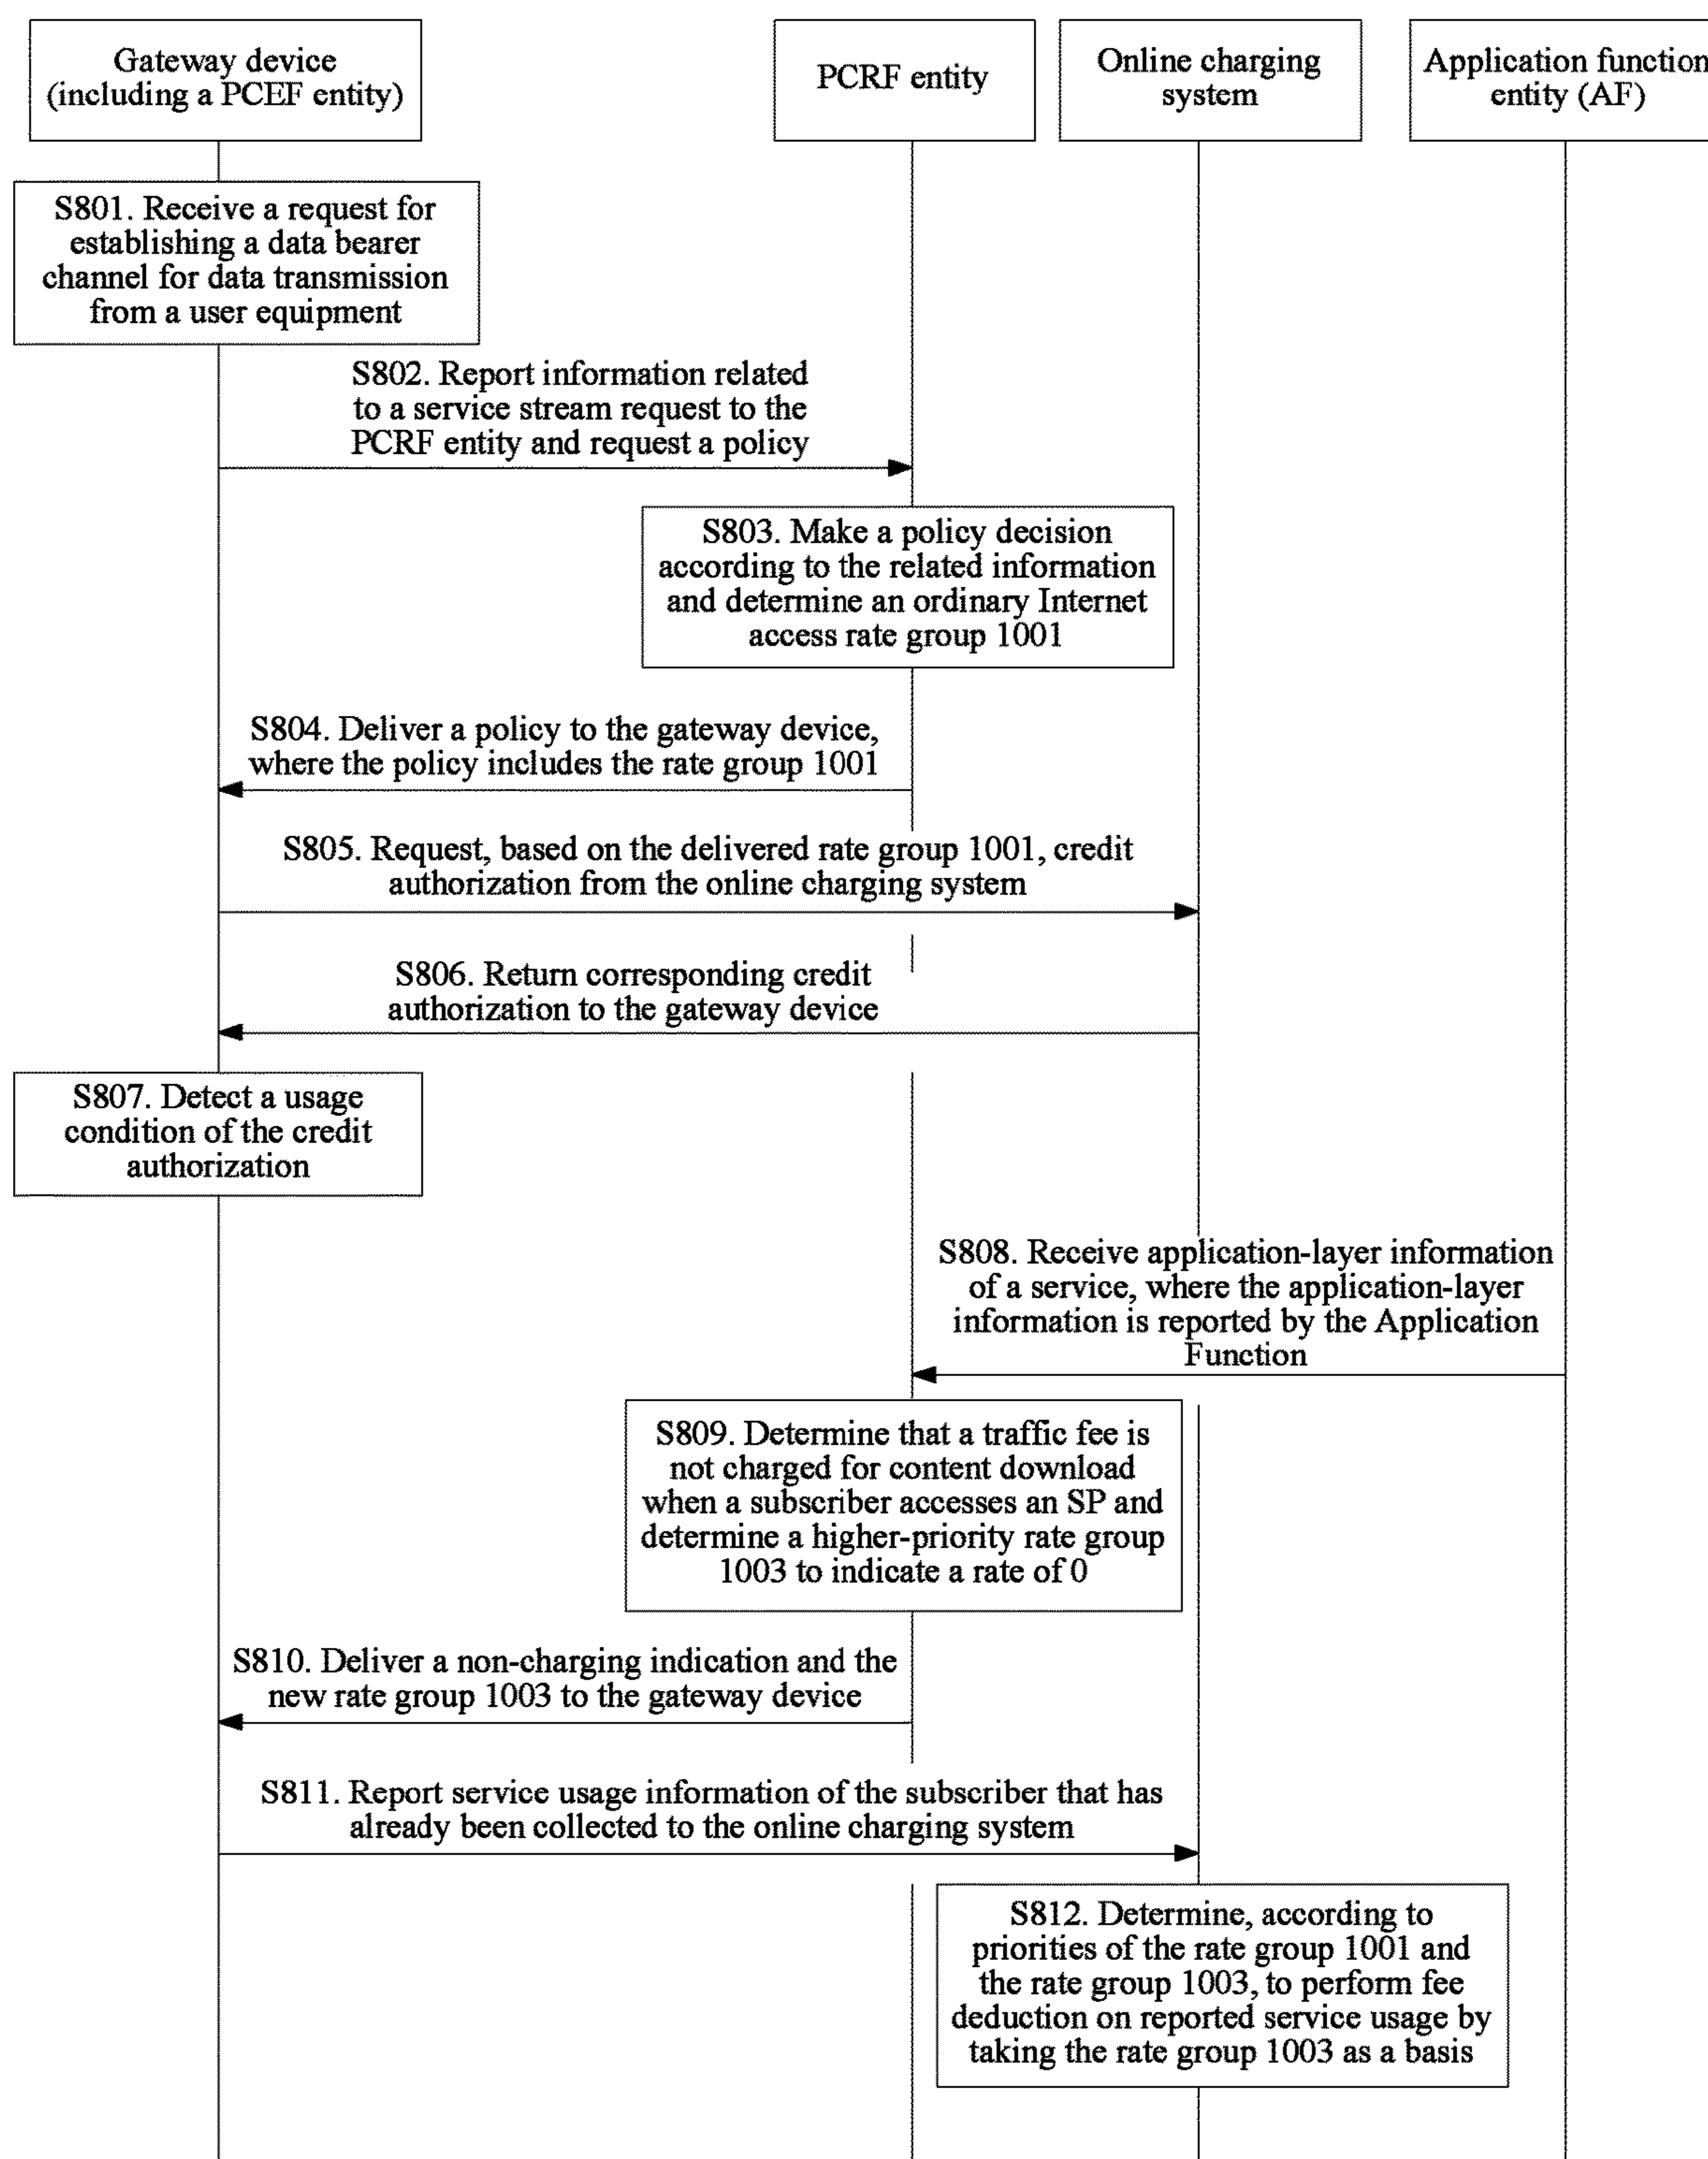 Gateway device
(including a PCEF entity)
PCRF entity
Online charging
system
Application function
entity (AF)
S801. Receive a request for
establishing a data bearer
channel for data transmission
from a user equipment
S802. Report information related
to a service stream request to the
PCRF entity and request a policy
S803. Make a policy decision
according to the related information
and determine an ordinary Internet
access rate group 1001
S804. Deliver a policy to the gateway device,
where the policy includes the rate group 1001
S805. Request, based on the delivered rate group 1001, credit
authorization from the online charging system
S806. Return corresponding credit
authorization to the gateway device
S807. Detect a usage
condition of the credit
authorization
S808. Receive application-layer information
of a service, where the application-layer
information is reported by the Application
Function
S809. Determine that a traffic fee is
not charged for content download
when a subscriber accesses an SP and
determine a higher-priority rate group
1003 to indicate a rate of 0
S810. Deliver a non-charging indication and the
new rate group 1003 to the gateway device
S811. Report service usage information of the subscriber that has
already been collected to the online charging system
S812. Determine, according to
priorities of the rate group 1001 and
the rate group 1003, to perform fee
deduction on reported service usage by
taking the rate group 1003 as a basis